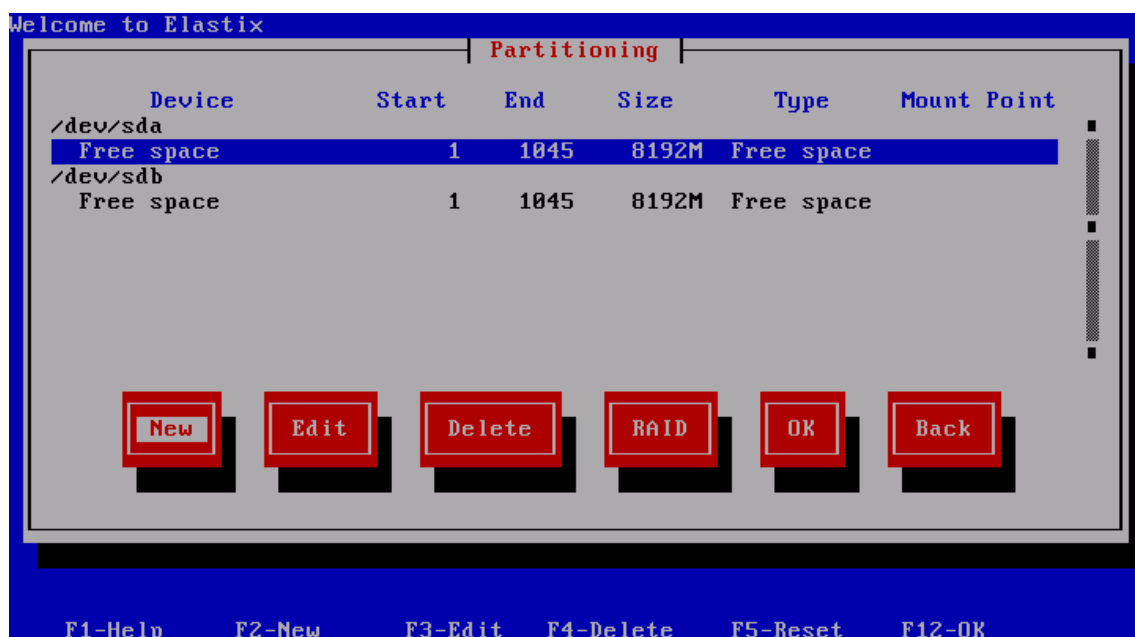 Welcome to Elastix
Partitioning
Device Start End Size Type Mount Point
/dev/sda
Free space 1 1045 8192M Free space
/dev/sdb
Free space 1 1045 8192M Free space
New Edit Delete RAID OK Back
F1-Help F2-New F3-Edit F4-Delete F5-Reset F12-OK